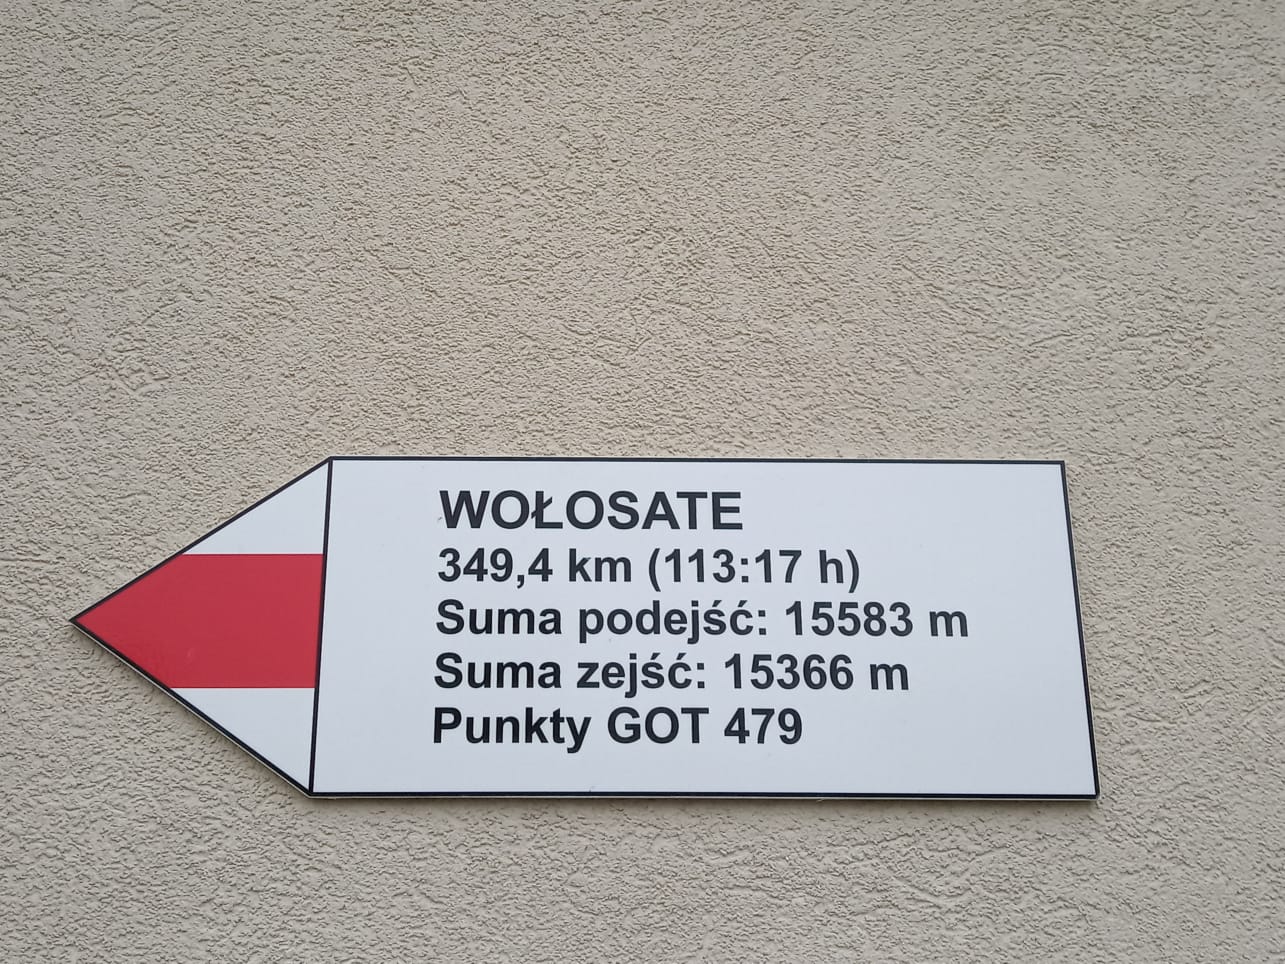 WOŁOSATE
349,4 km (113:17 h)
Suma podejść: 15583 m
Suma zejść: 15366 m
Punkty GOT 479